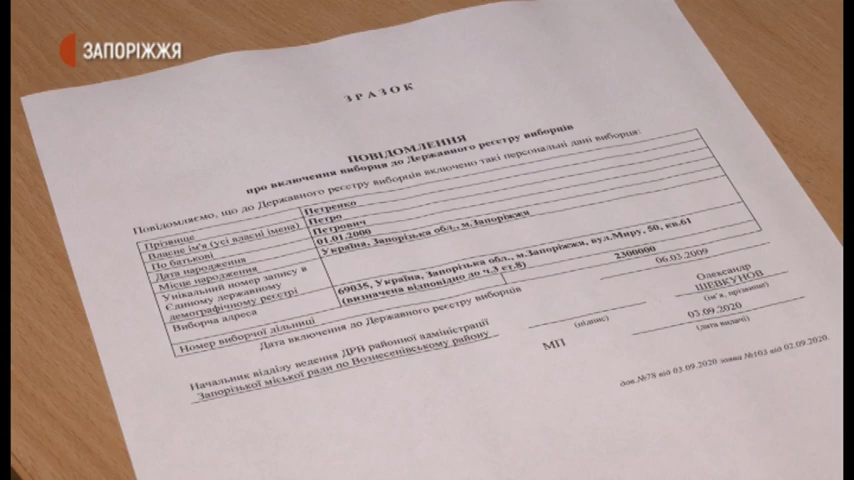 ЗАПОРІЖЖЯ
ЗРАЗОК
ПОВІДОМЛЕННЯ
про включення виборця до Державного реєстру виборців
Повідомляємо, що до Державного реєстру виборців включено такі персональні дані виборця:
Прізвище Петренко
Власне ім'я (усі власні імена) Петро
По батькові Петрович
Дата народження 01.01.2000
Місце народження Україна, Запорізька обл., м.Запоріжжя
Унікальний номер запису в
Єдиному державному
демографічному реєстрі
Виборча адреса 69035, Україна, Запорізька обл., м.Запоріжжя, вул.Миру, 50, кв.61
(визначена відповідно до ч.3 ст.8)
Номер виборчої дільниці 2300000
Дата включення до Державного реєстру виборців 06.03.2009
Начальник відділу ведення ДРВ районної адміністрації
Запорізької міської ради по Вознесенівському району
(підпис)
Олександр
ШЕВКУНОВ
(ім'я, прізвище)
МП
03.09.2020
(дата видачі)
дов.№78 від 03.09.2020 заява №103 від 02.09.2020.